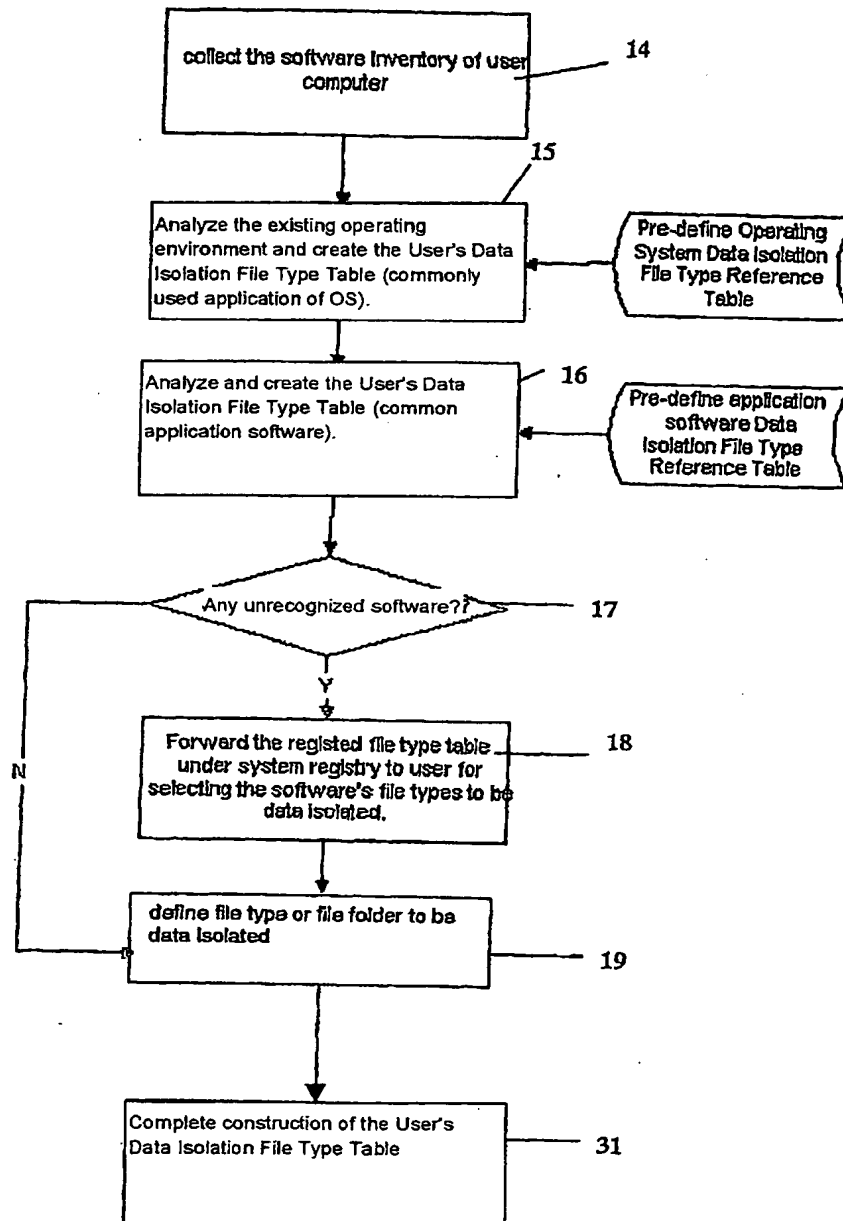 collect the software inventory of user
computer
14
15
Analyze the existing operating
environment and create the User's Data
Isolation File Type Table (commonly
used application of OS).
Pre-define Operating
System Data Isolation
File Type Reference
Table
16
Analyze and create the User's Data
Isolation File Type Table (common
application software).
Pre-define application
software Data
Isolation File Type
Reference Table
Any unrecognized software??
17
Y
N
Forward the registed file type table
under system registry to user for
selecting the software's file types to be
data isolated.
18
define file type or file folder to be
data isolated
19
Complete construction of the User's
Data Isolation File Type Table
31